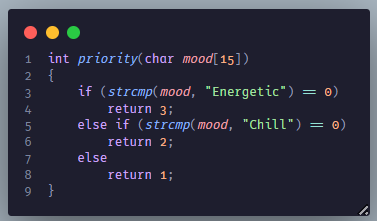 1 int priority(char mood[15])
2 {
3     if (strcmp(mood, "Energetic") == 0)
4         return 3;
5     else if (strcmp(mood, "Chill") == 0)
6         return 2;
7     else
8         return 1;
9 }